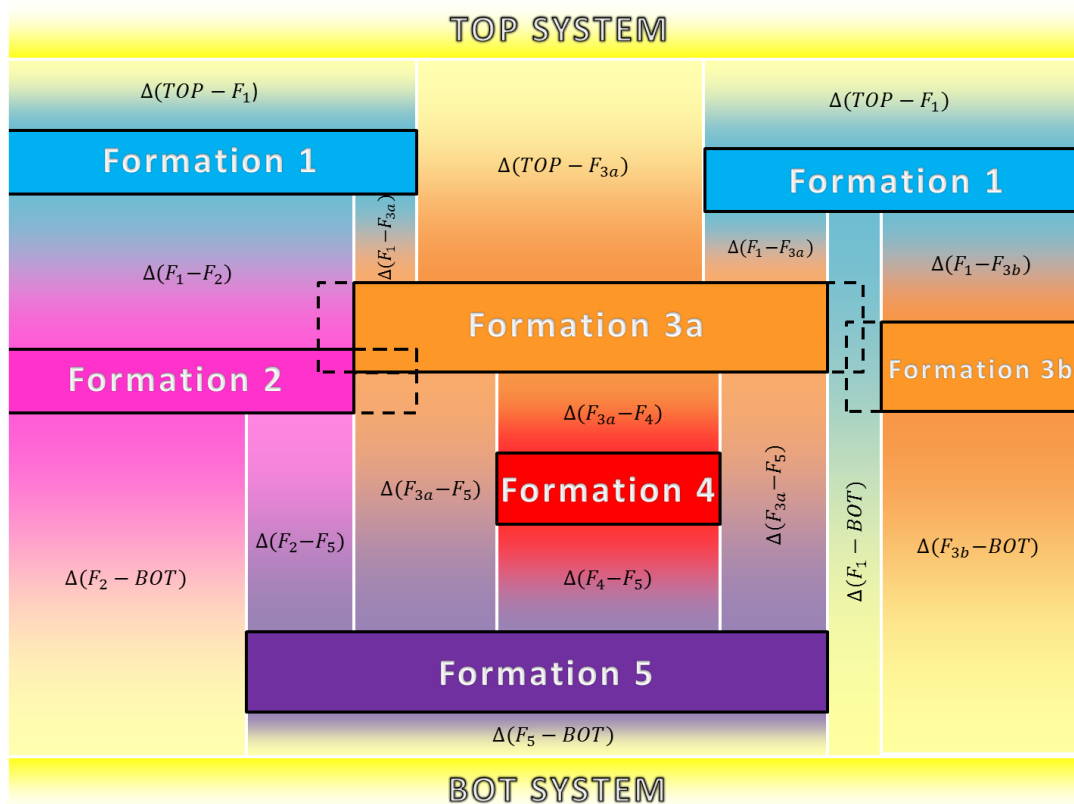 TOP SYSTEM
Δ(TOP − F₁)
Δ(TOP − F₁)
Formation 1
Δ(TOP − F₃ₐ)
Formation 1
Δ(F₁−F₃ₐ)
Δ(F₁−F₂)
Δ(F₁−F₃ₐ)
Δ(F₁−F₃b)
Formation 3a
Formation 2
Formation 3b
Δ(F₃ₐ−F₄)
Δ(F₃ₐ−F₅)
Formation 4
Δ(F₃ₐ−F₅)
Δ(F₂−F₅)
Δ(F₁ − BOT)
Δ(F₃b−BOT)
Δ(F₂ − BOT)
Δ(F₄−F₅)
Formation 5
Δ(F₅ − BOT)
BOT SYSTEM